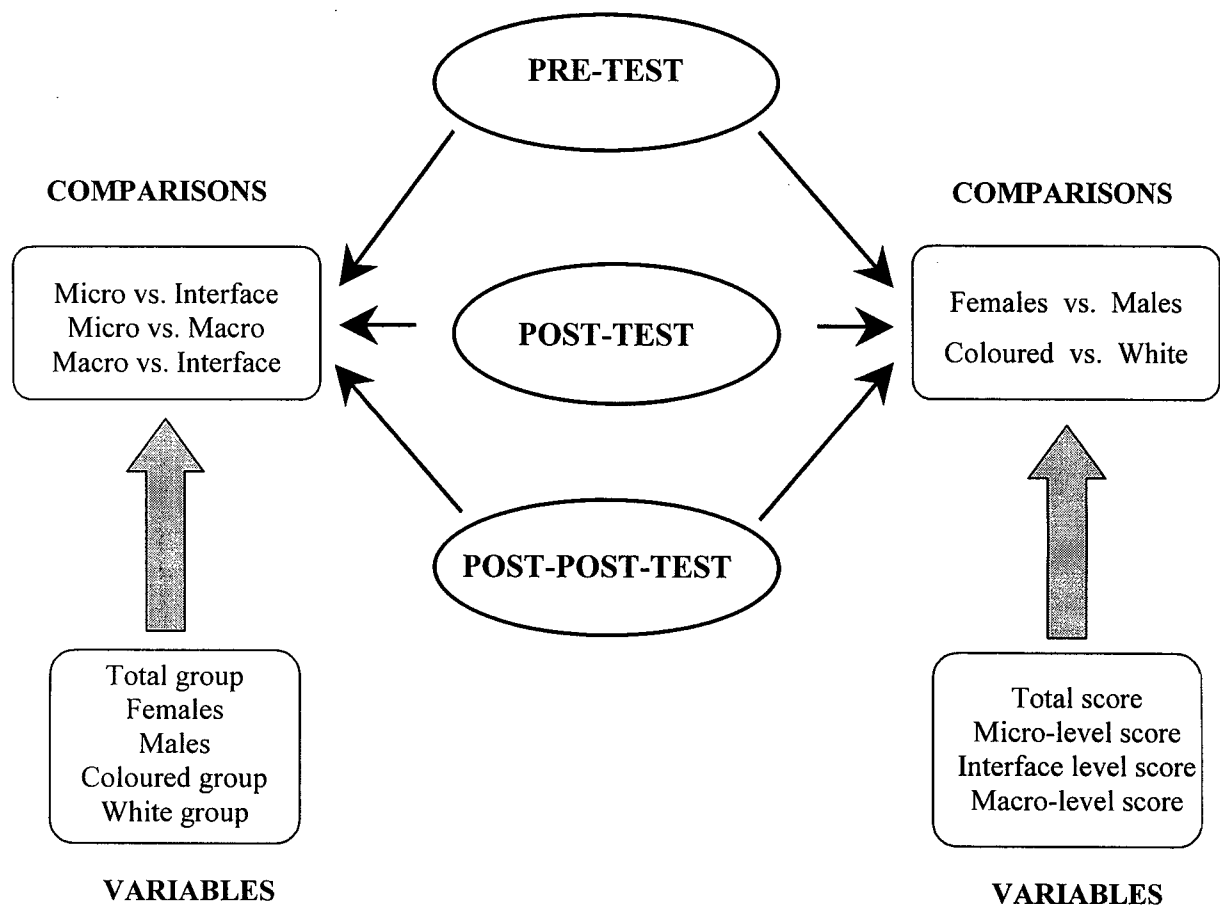 PRE-TEST
COMPARISONS
COMPARISONS
Micro vs. Interface
Micro vs. Macro
Macro vs. Interface
POST-TEST
Females vs. Males
Coloured vs. White
POST-POST-TEST
Total group
Females
Males
Coloured group
White group
Total score
Micro-level score
Interface level score
Macro-level score
VARIABLES
VARIABLES